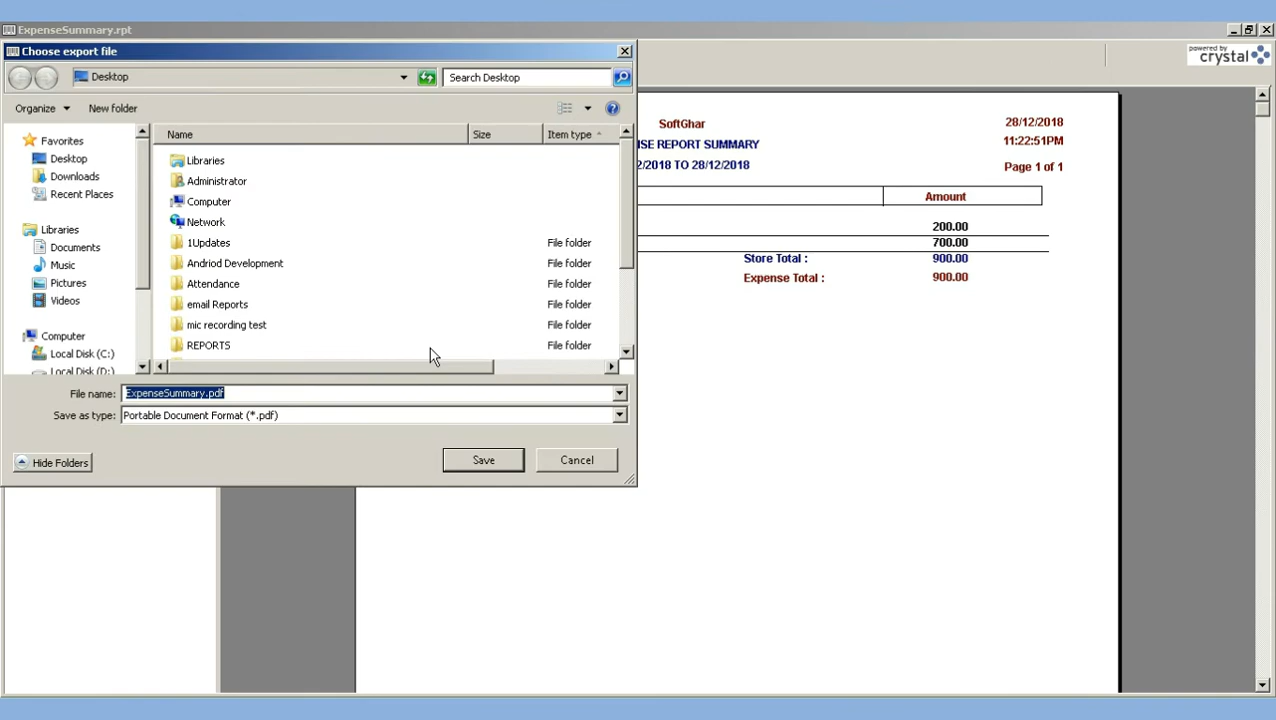 ExpenseSummary.rpt
Choose export file
powered by
crystal
Desktop
Search Desktop
Organize
New folder
Name
Size
Item type
Favorites
Desktop
Downloads
Recent Places
Libraries
Documents
Music
Pictures
Videos
Computer
Local Disk (C:)
Local Disk (D:)
Libraries
Administrator
Computer
Network
1Updates File folder
Andriod Development File folder
Attendance File folder
email Reports File folder
mic recording test File folder
REPORTS File folder
File name: ExpenseSummary.pdf
Save as type: Portable Document Format (*.pdf)
Hide Folders
Save
Cancel
SoftGhar
28/12/2018
REPORT SUMMARY
11:22:51PM
/2018 TO 28/12/2018
Page 1 of 1
Amount
200.00
700.00
Store Total : 900.00
Expense Total : 900.00